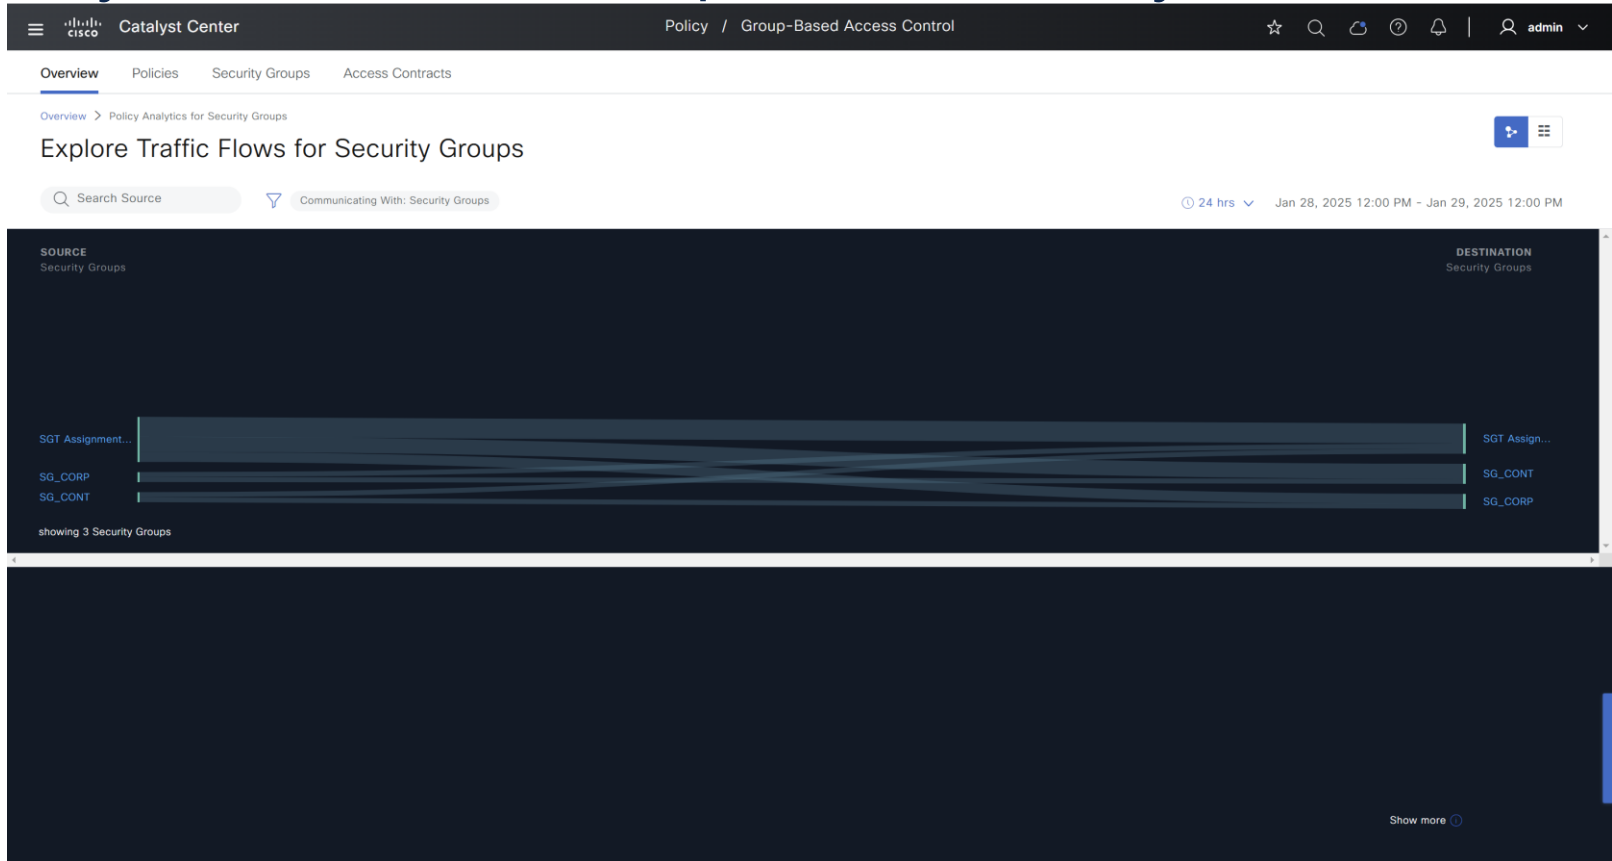 cisco Catalyst Center
Policy / Group-Based Access Control
admin
Overview Policies Security Groups Access Contracts
Overview > Policy Analytics for Security Groups
Explore Traffic Flows for Security Groups
Search Source
Communicating With: Security Groups
24 hrs
Jan 28, 2025 12:00 PM - Jan 29, 2025 12:00 PM
SOURCE
Security Groups
DESTINATION
Security Groups
SGT Assignment...
SG_CORP
SG_CONT
SGT Assign...
SG_CONT
SG_CORP
showing 3 Security Groups
Show more